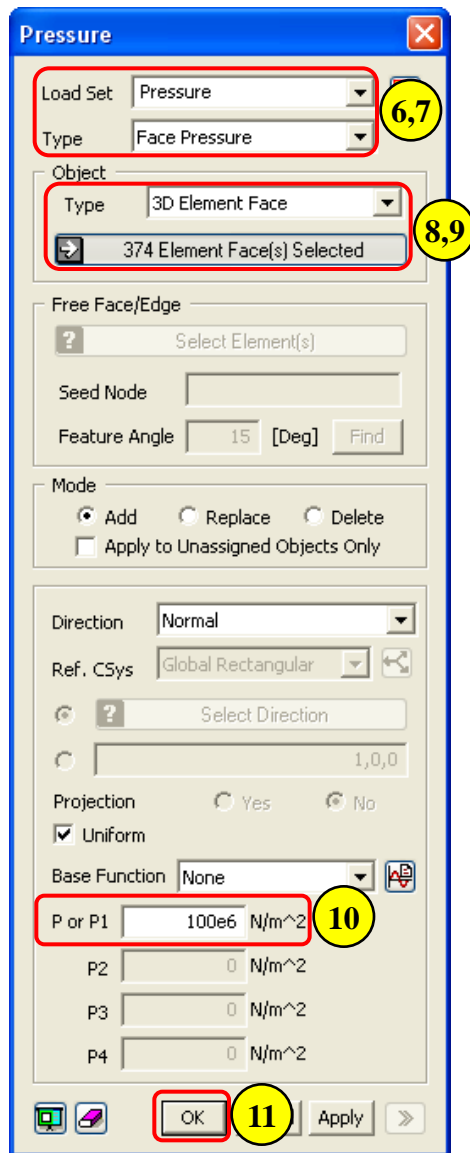 Pressure
Load Set Pressure
6,7
Type Face Pressure
Object
Type 3D Element Face
8,9
374 Element Face(s) Selected
Free Face/Edge
? Select Element(s)
Seed Node
Feature Angle 15 [Deg] Find
Mode
Add Replace Delete
Apply to Unassigned Objects Only
Direction Normal
Ref. CSys Global Rectangular
? Select Direction
1,0,0
Projection Yes No
Uniform
Base Function None
P or P1 100e6 N/m^2 10
P2 0 N/m^2
P3 0 N/m^2
P4 0 N/m^2
OK 11 Apply >>